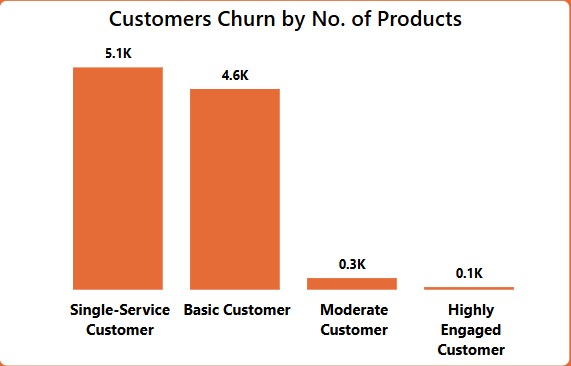 Customers Churn by No. of Products
5.1K
4.6K
0.3K
0.1K
Single-Service
Customer
Basic Customer
Moderate
Customer
Highly
Engaged
Customer